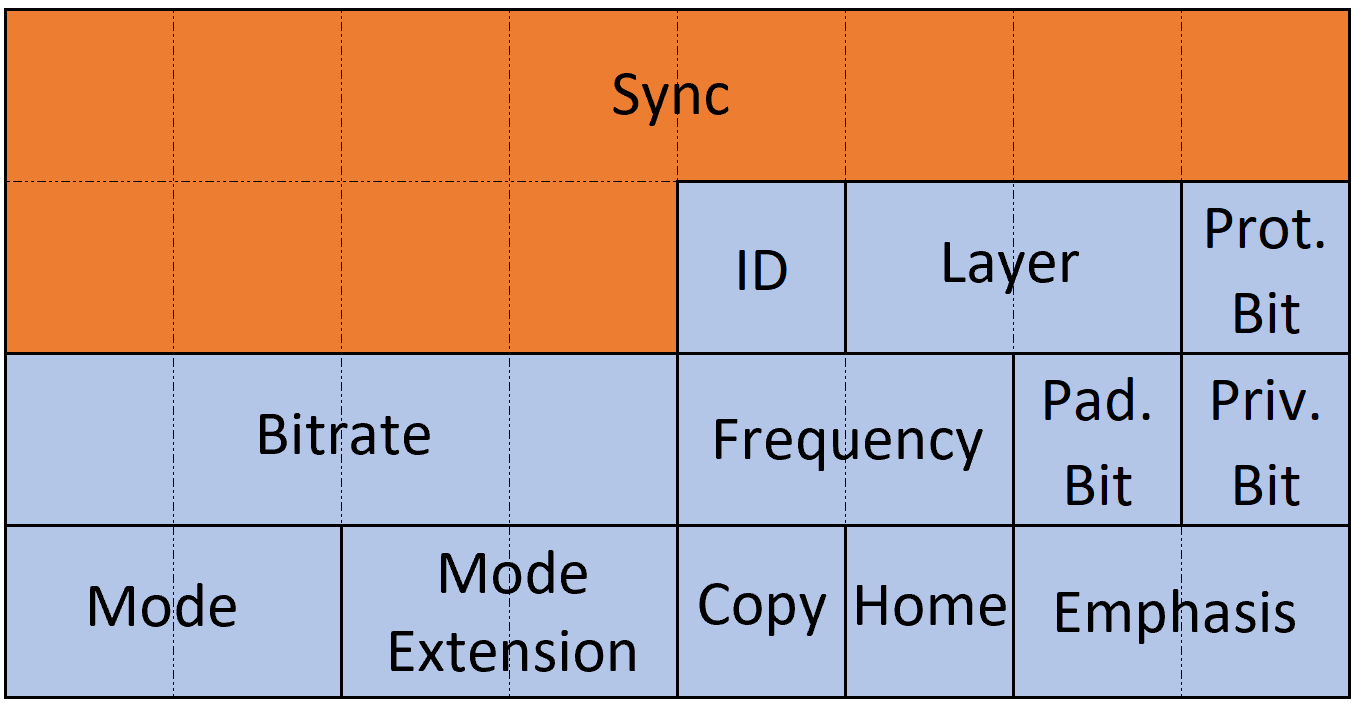 Sync
ID
Layer
Prot.
Bit
Bitrate
Frequency
Pad.
Bit
Priv.
Bit
Mode
Mode
Extension
Copy
Home
Emphasis